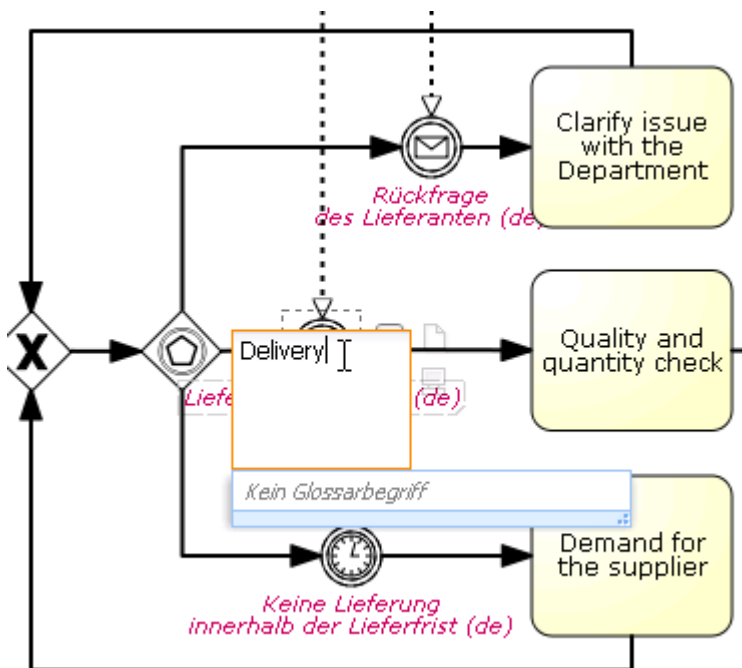 Clarify issue
with the
Department
Rückfrage
des Lieferanten (de)
Delivery
Quality and
quantity check
(de)
Kein Glossarbegriff
Demand for
the supplier
Keine Lieferung
innerhalb der Lieferfrist (de)